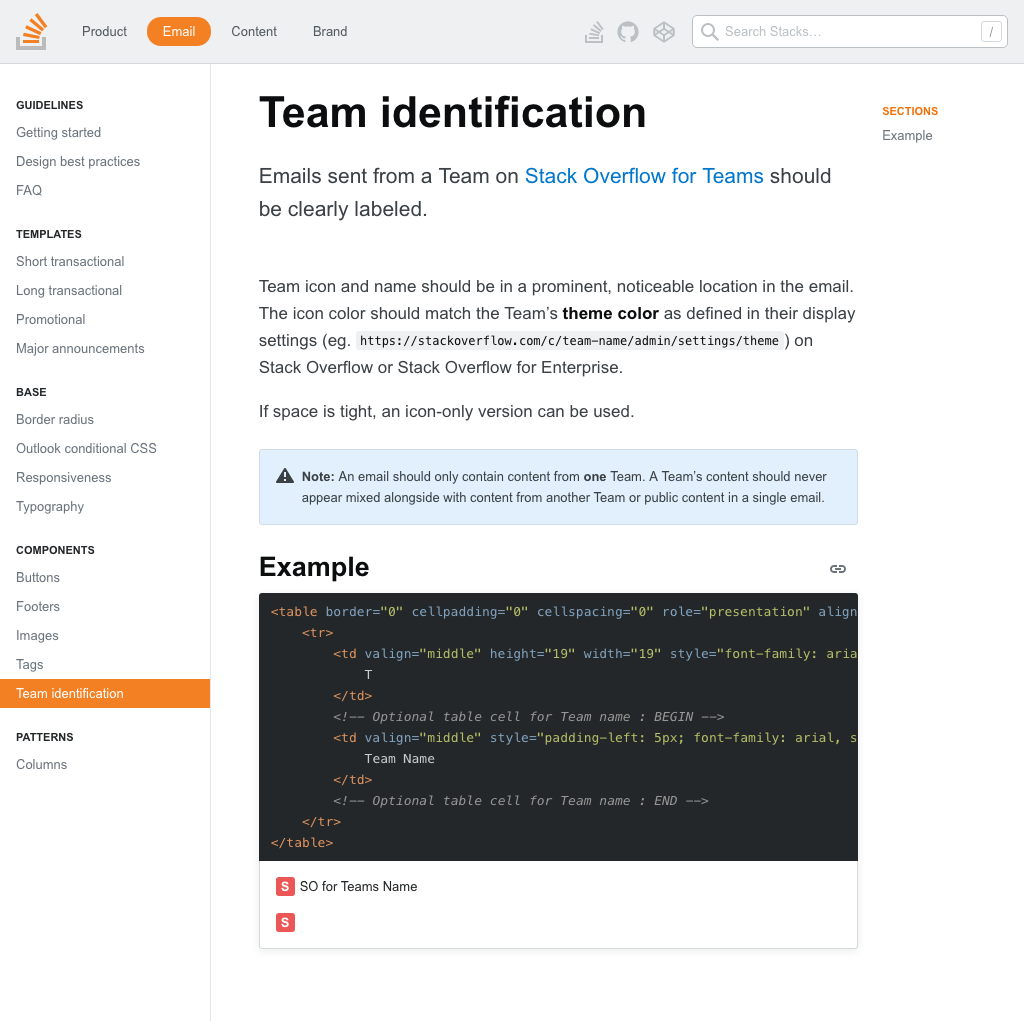 Product
Email
Content
Brand
Search Stacks…
/
GUIDELINES
Getting started
Design best practices
FAQ
TEMPLATES
Short transactional
Long transactional
Promotional
Major announcements
BASE
Border radius
Outlook conditional CSS
Responsiveness
Typography
COMPONENTS
Buttons
Footers
Images
Tags
Team identification
PATTERNS
Columns
Team identification
Emails sent from a Team on Stack Overflow for Teams should
be clearly labeled.
Team icon and name should be in a prominent, noticeable location in the email.
The icon color should match the Team’s theme color as defined in their display
settings (eg. https://stackoverflow.com/c/team-name/admin/settings/theme ) on
Stack Overflow or Stack Overflow for Enterprise.
If space is tight, an icon-only version can be used.
Note: An email should only contain content from one Team. A Team’s content should never
appear mixed alongside with content from another Team or public content in a single email.
Example
<table border="0" cellpadding="0" cellspacing="0" role="presentation" align
<tr>
<td valign="middle" height="19" width="19" style="font-family: aria
T
</td>
<!-- Optional table cell for Team name : BEGIN -->
<td valign="middle" style="padding-left: 5px; font-family: arial, s
Team Name
</td>
<!-- Optional table cell for Team name : END -->
</tr>
</table>
S SO for Teams Name
S
SECTIONS
Example